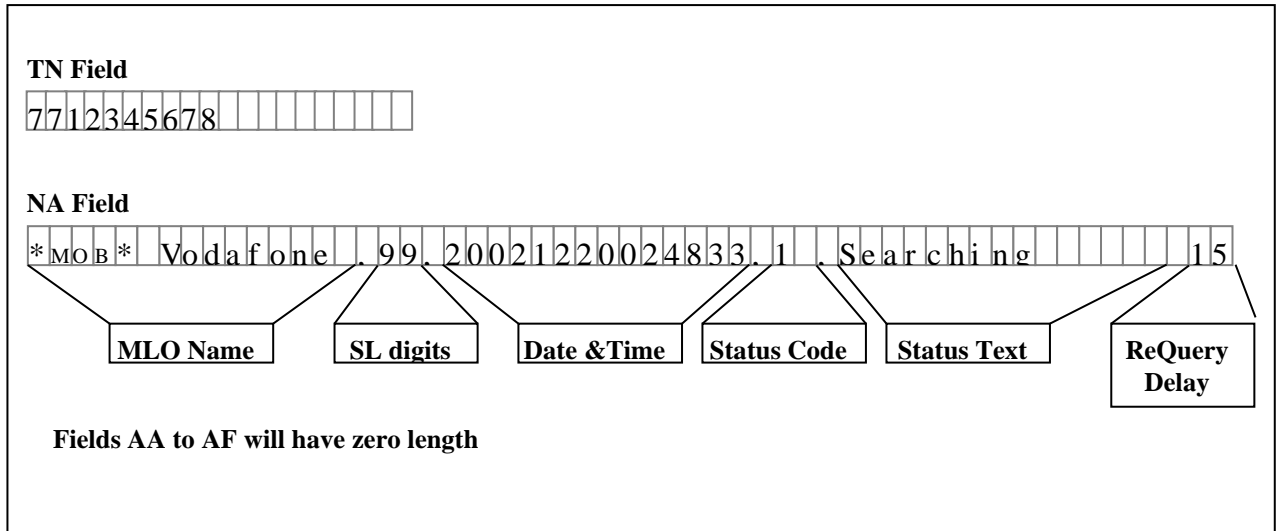 TN Field
7712345678
NA Field
*MOB* Vodafone .99.20021220024833.1 .Searching 15
MLO Name SL digits Date &Time Status Code Status Text ReQuery Delay
Fields AA to AF will have zero length